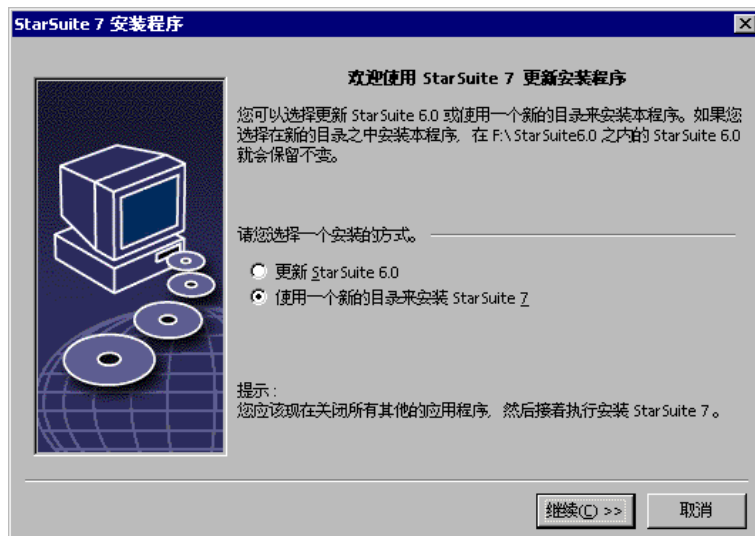 StarSuite 7 安装程序
欢迎使用 StarSuite 7 更新安装程序
您可以选择更新 StarSuite 6.0 或使用一个新的目录来安装本程序。如果您
选择在新的目录之中安装本程序，在 F:\StarSuite6.0 之内的 StarSuite 6.0
就会保留不变。
请您选择一个安装的方式。
更新 StarSuite 6.0
使用一个新的目录来安装 StarSuite 7
提示：
您应该现在关闭所有其他的应用程序，然后接着执行安装 StarSuite 7。
继续(C) >>
取消